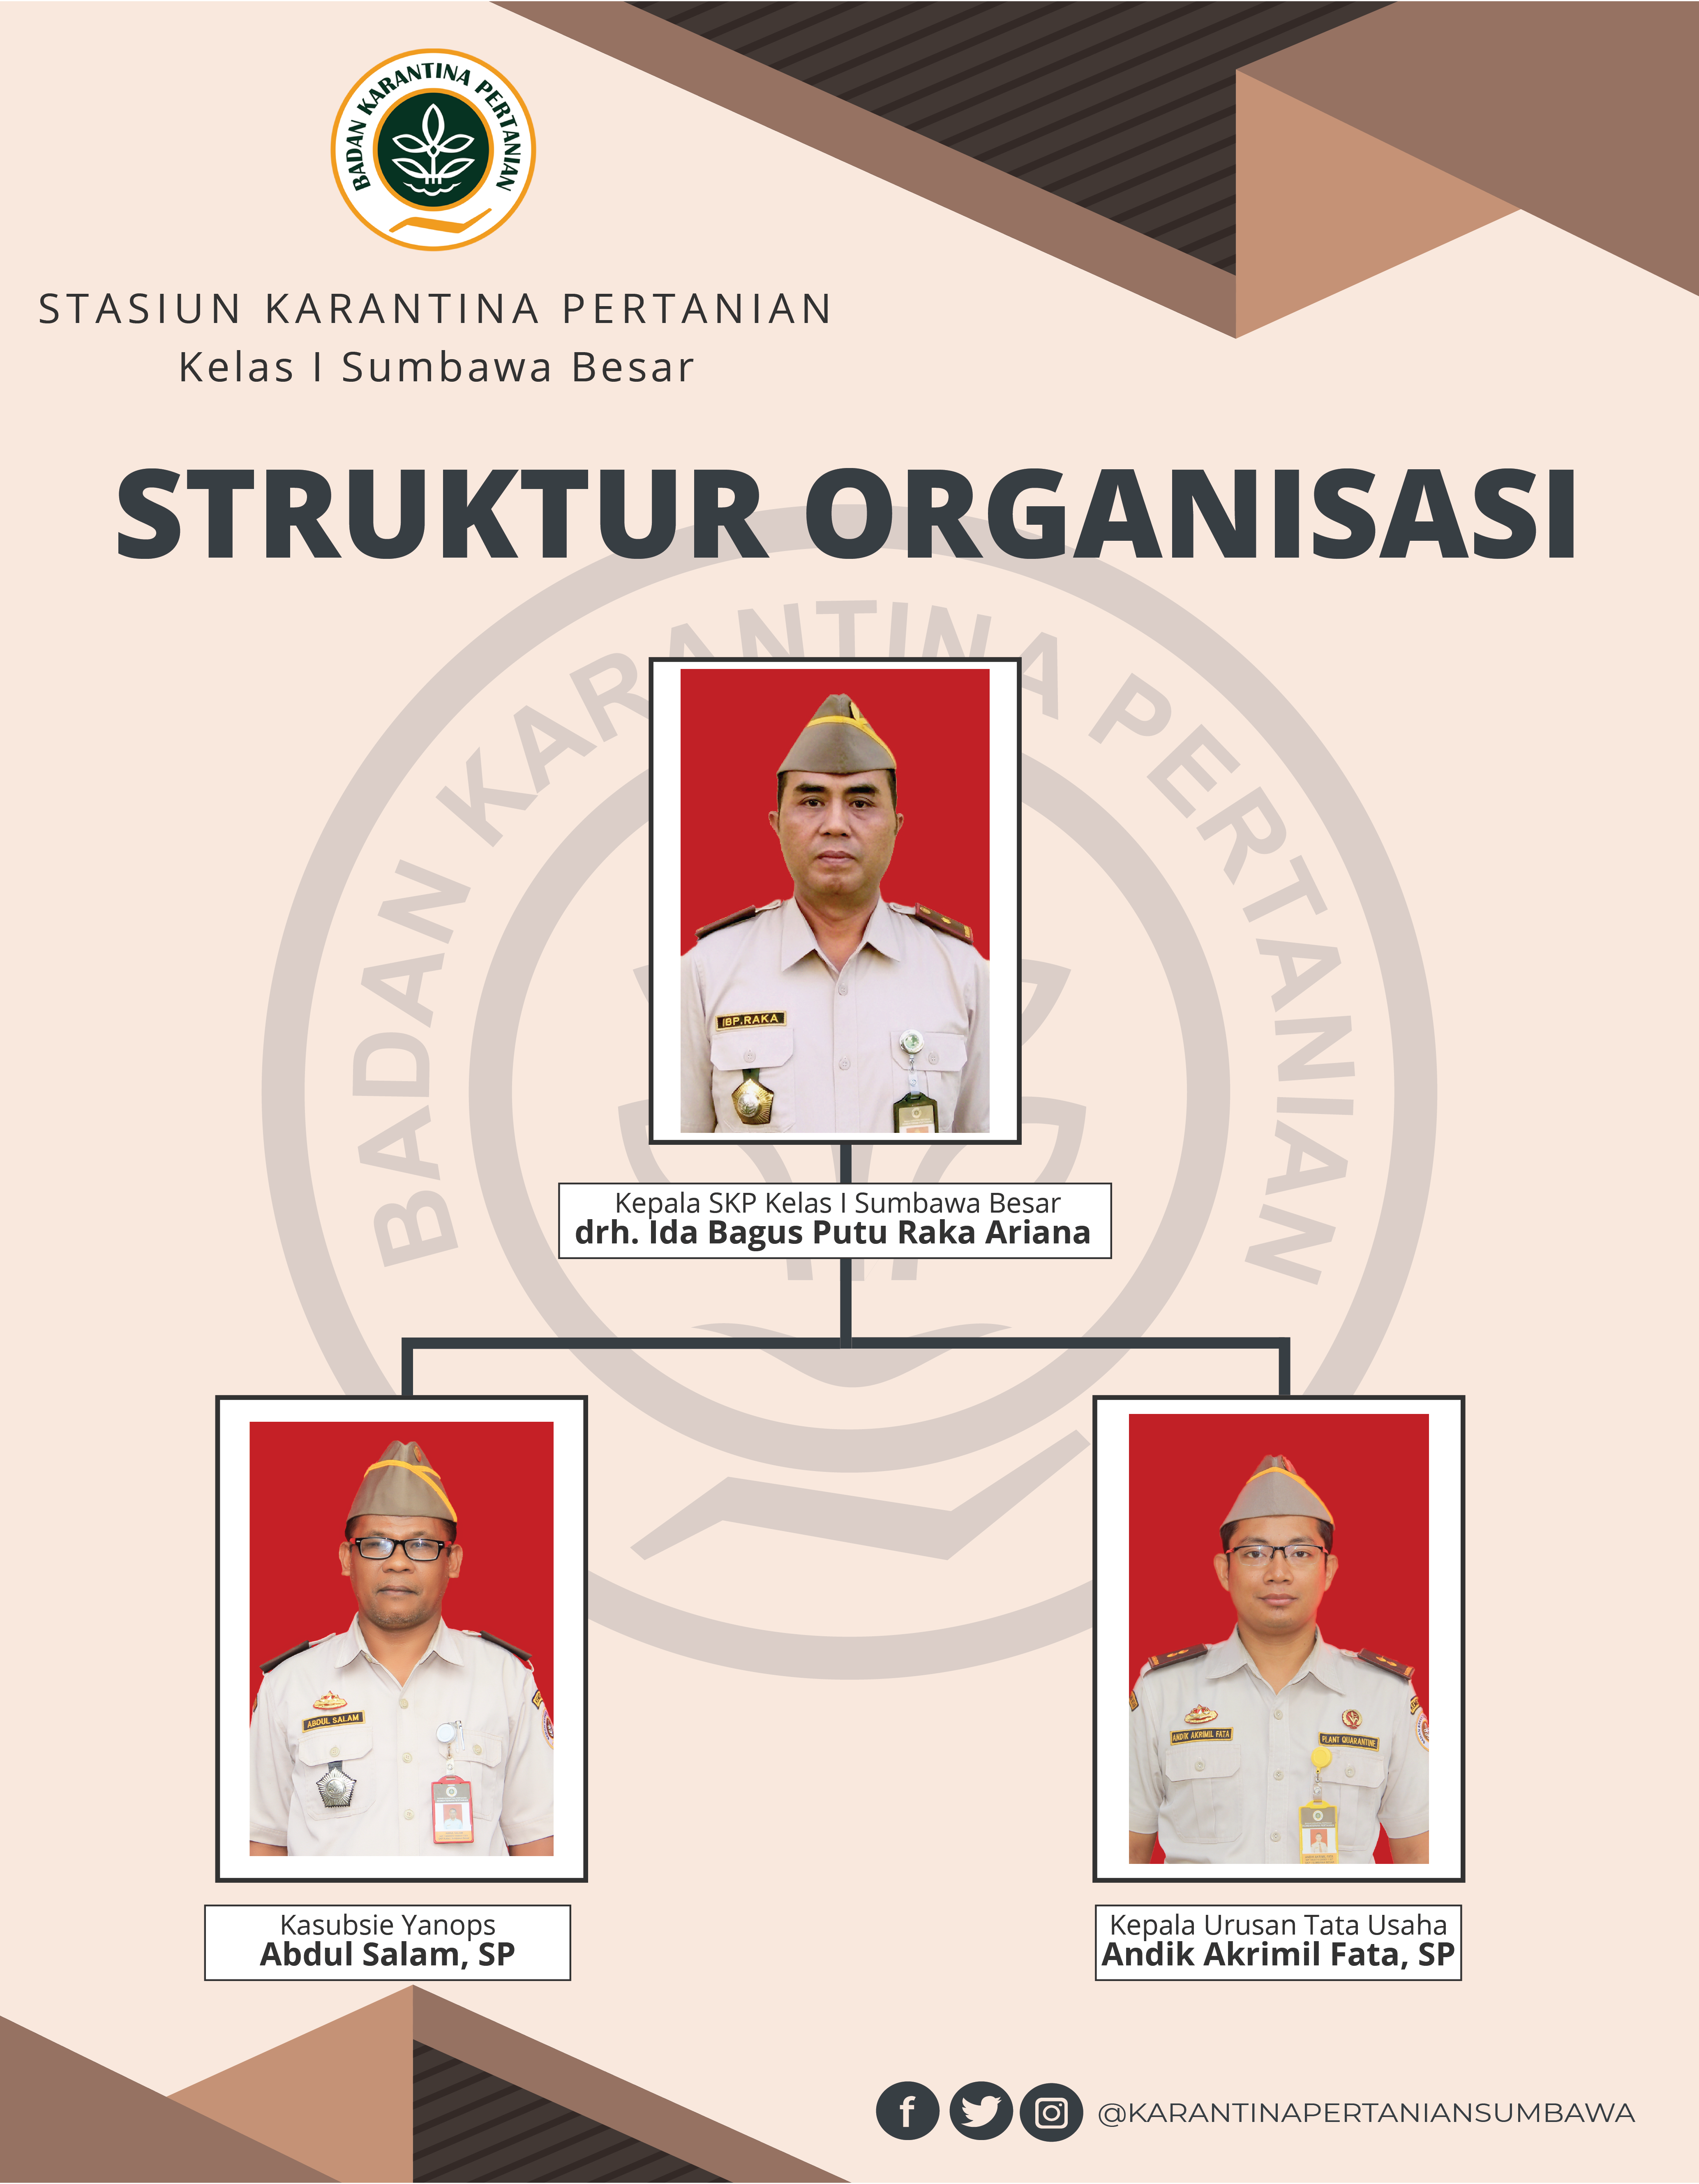 BADAN KARANTINA PERTANIAN
STASIUN KARANTINA PERTANIAN
Kelas I Sumbawa Besar
STRUKTUR ORGANISASI
BADAN KARANTINA PERTANIAN
IBP.RAKA
Kepala SKP Kelas I Sumbawa Besar
drh. Ida Bagus Putu Raka Ariana
ABDUL SALAM
ANDIK AKRIMIL FATA
PLANT QUARANTINE
Kasubsie Yanops
Abdul Salam, SP
Kepala Urusan Tata Usaha
Andik Akrimil Fata, SP
@KARANTINAPERTANIANSUMBAWA